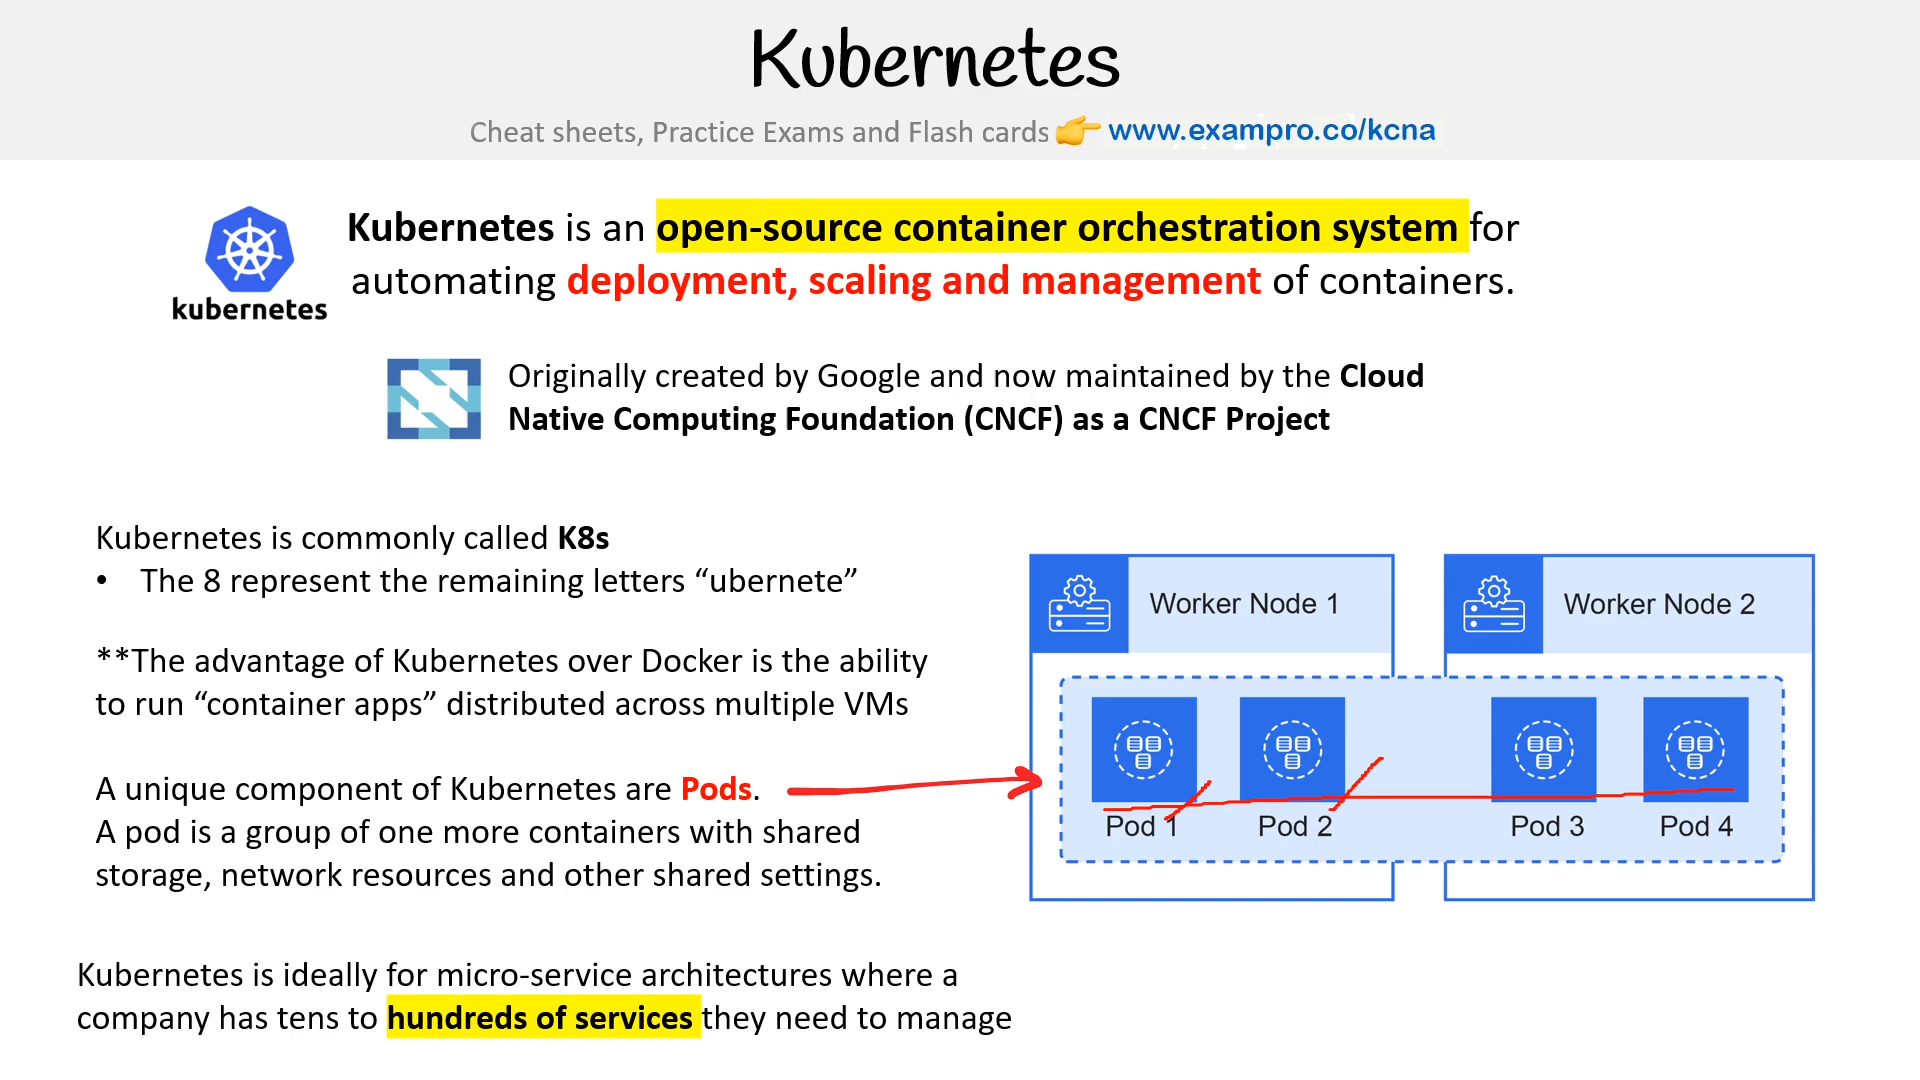 Kubernetes
Cheat sheets, Practice Exams and Flash cards 👉 www.exampro.co/kcna
kubernetes
Kubernetes is an open-source container orchestration system for
automating deployment, scaling and management of containers.
Originally created by Google and now maintained by the Cloud
Native Computing Foundation (CNCF) as a CNCF Project
Kubernetes is commonly called K8s
• The 8 represent the remaining letters “ubernete”
**The advantage of Kubernetes over Docker is the ability
to run “container apps” distributed across multiple VMs
A unique component of Kubernetes are Pods.
A pod is a group of one more containers with shared
storage, network resources and other shared settings.
Kubernetes is ideally for micro-service architectures where a
company has tens to hundreds of services they need to manage
Worker Node 1
Worker Node 2
Pod 1
Pod 2
Pod 3
Pod 4